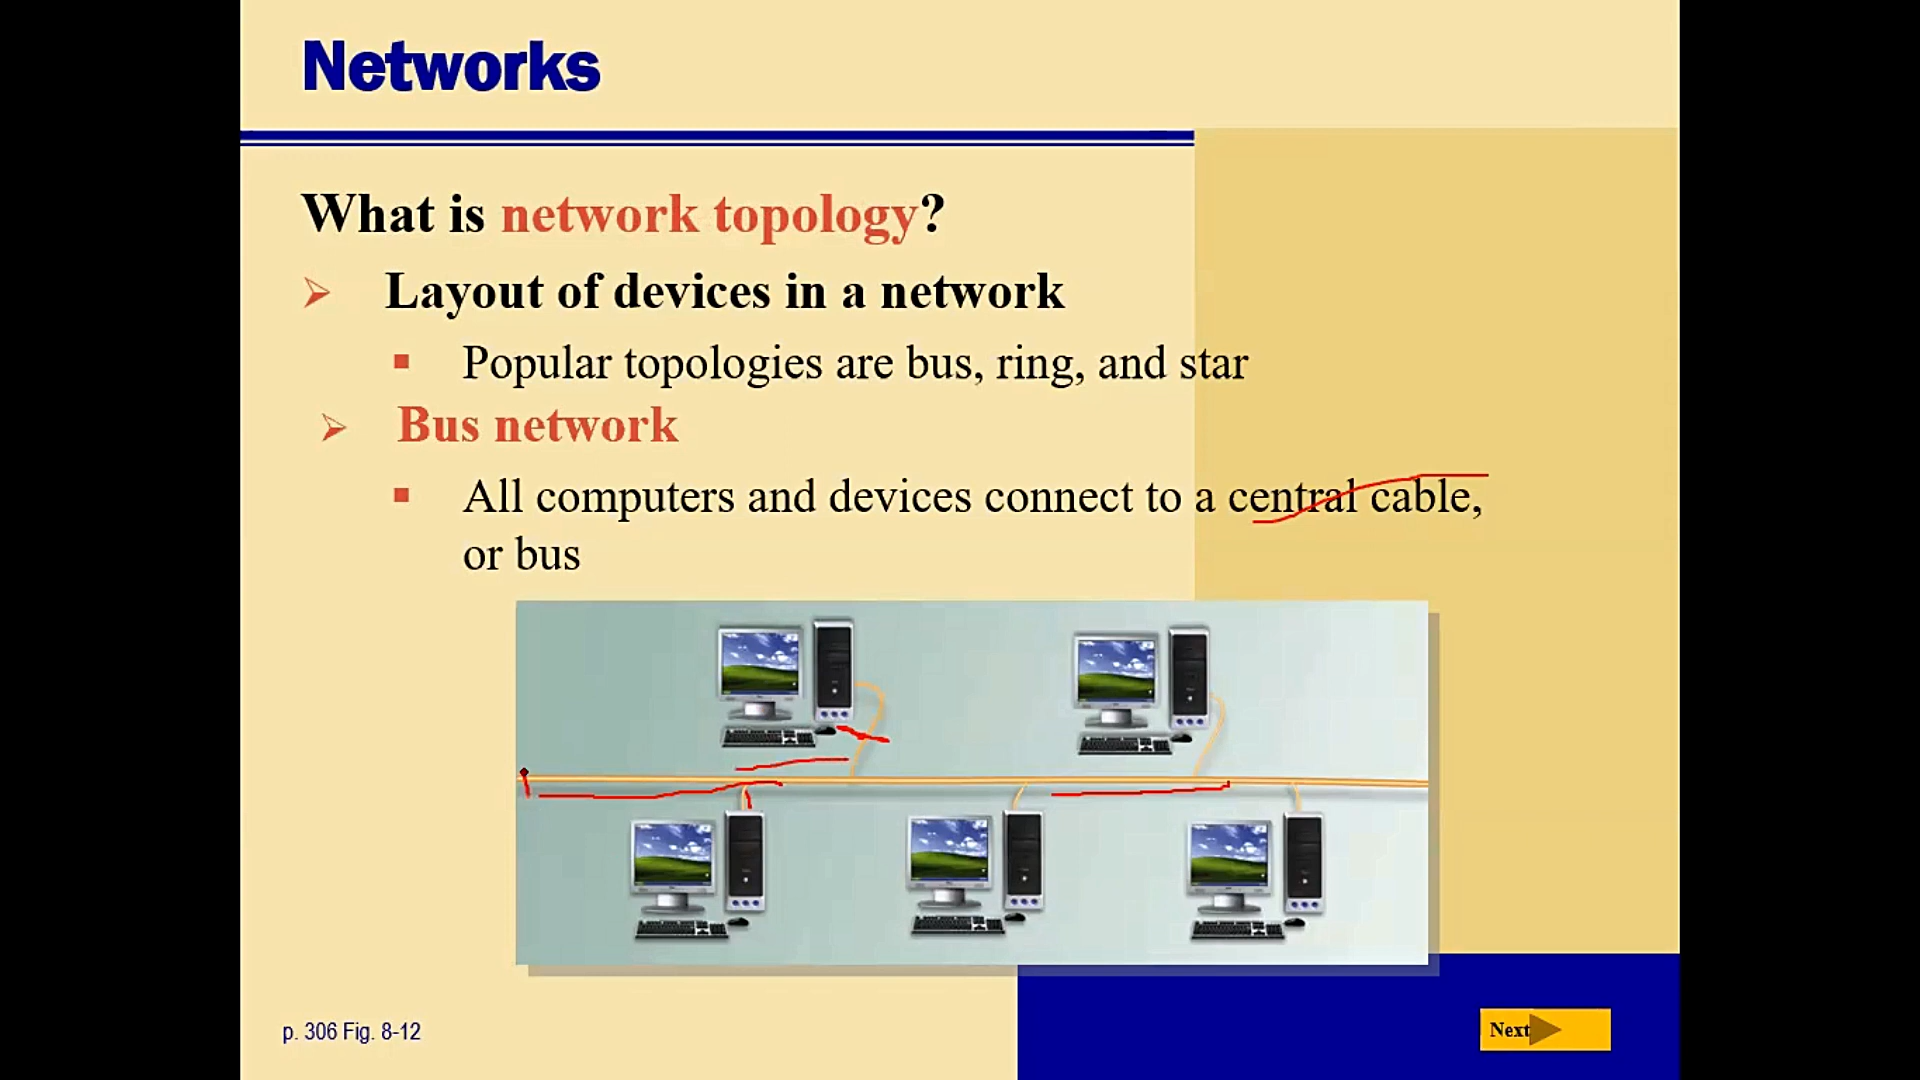 Networks
What is network topology?
Layout of devices in a network
Popular topologies are bus, ring, and star
Bus network
All computers and devices connect to a central cable,
or bus
p. 306 Fig. 8-12
Next